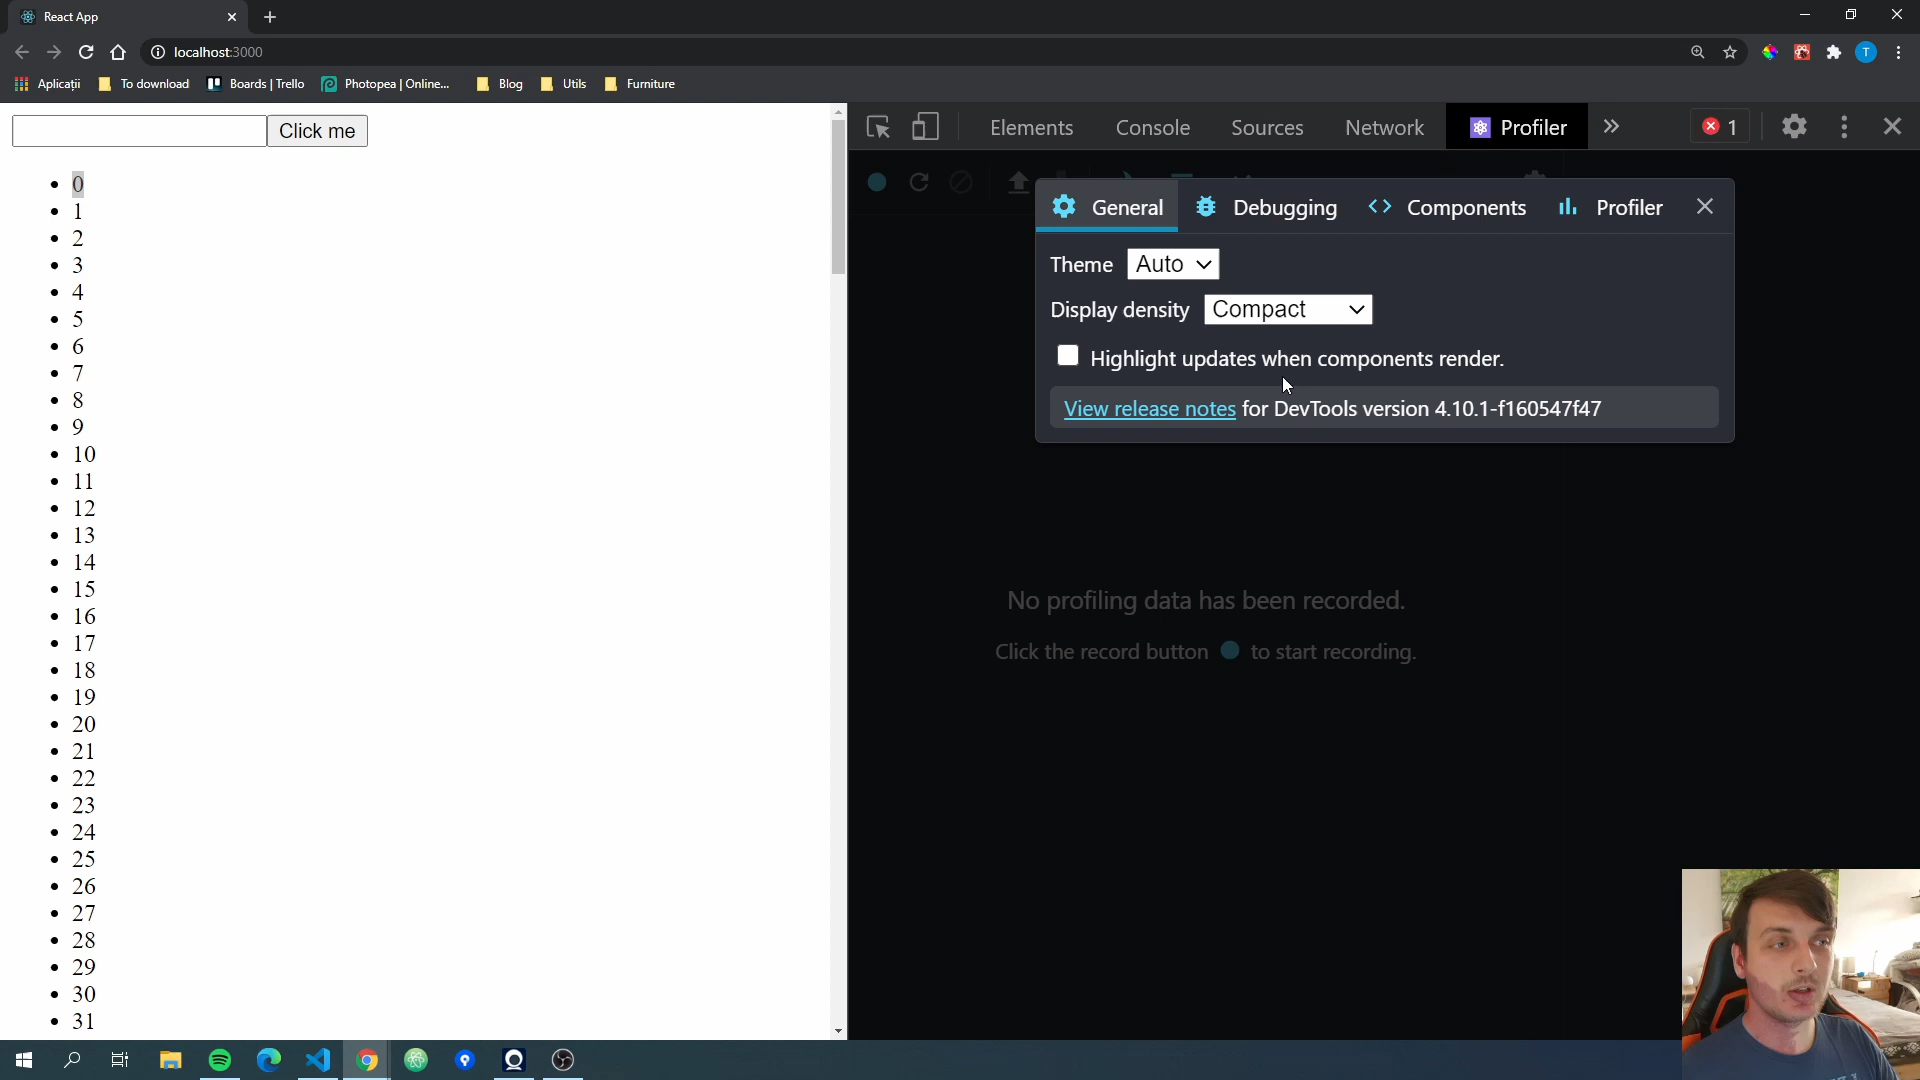 React App
localhost:3000
Aplicații To download Boards | Trello Photopea | Online... Blog Utils Furniture
T
Click me
0
1
2
3
4
5
6
7
8
9
10
11
12
13
14
15
16
17
18
19
20
21
22
23
24
25
26
27
28
29
30
31
Elements Console Sources Network Profiler 1
General Debugging Components Profiler
Theme Auto
Display density Compact
Highlight updates when components render.
View release notes for DevTools version 4.10.1-f160547f47
No profiling data has been recorded.
Click the record button to start recording.